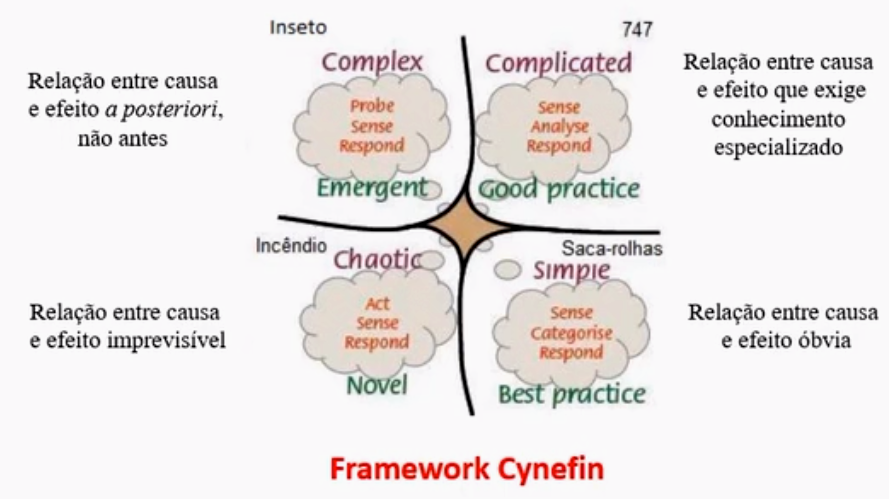 Inseto
747
Relação entre causa
e efeito a posteriori,
não antes
Complex
Probe
Sense
Respond
Emergent
Complicated
Sense
Analyse
Respond
Good practice
Relação entre causa
e efeito que exige
conhecimento
especializado
Incêndio
Chaotic
Act
Sense
Respond
Novel
Relação entre causa
e efeito imprevisível
Saca-rolhas
Simple
Sense
Categorise
Respond
Best practice
Relação entre causa
e efeito óbvia
Framework Cynefin